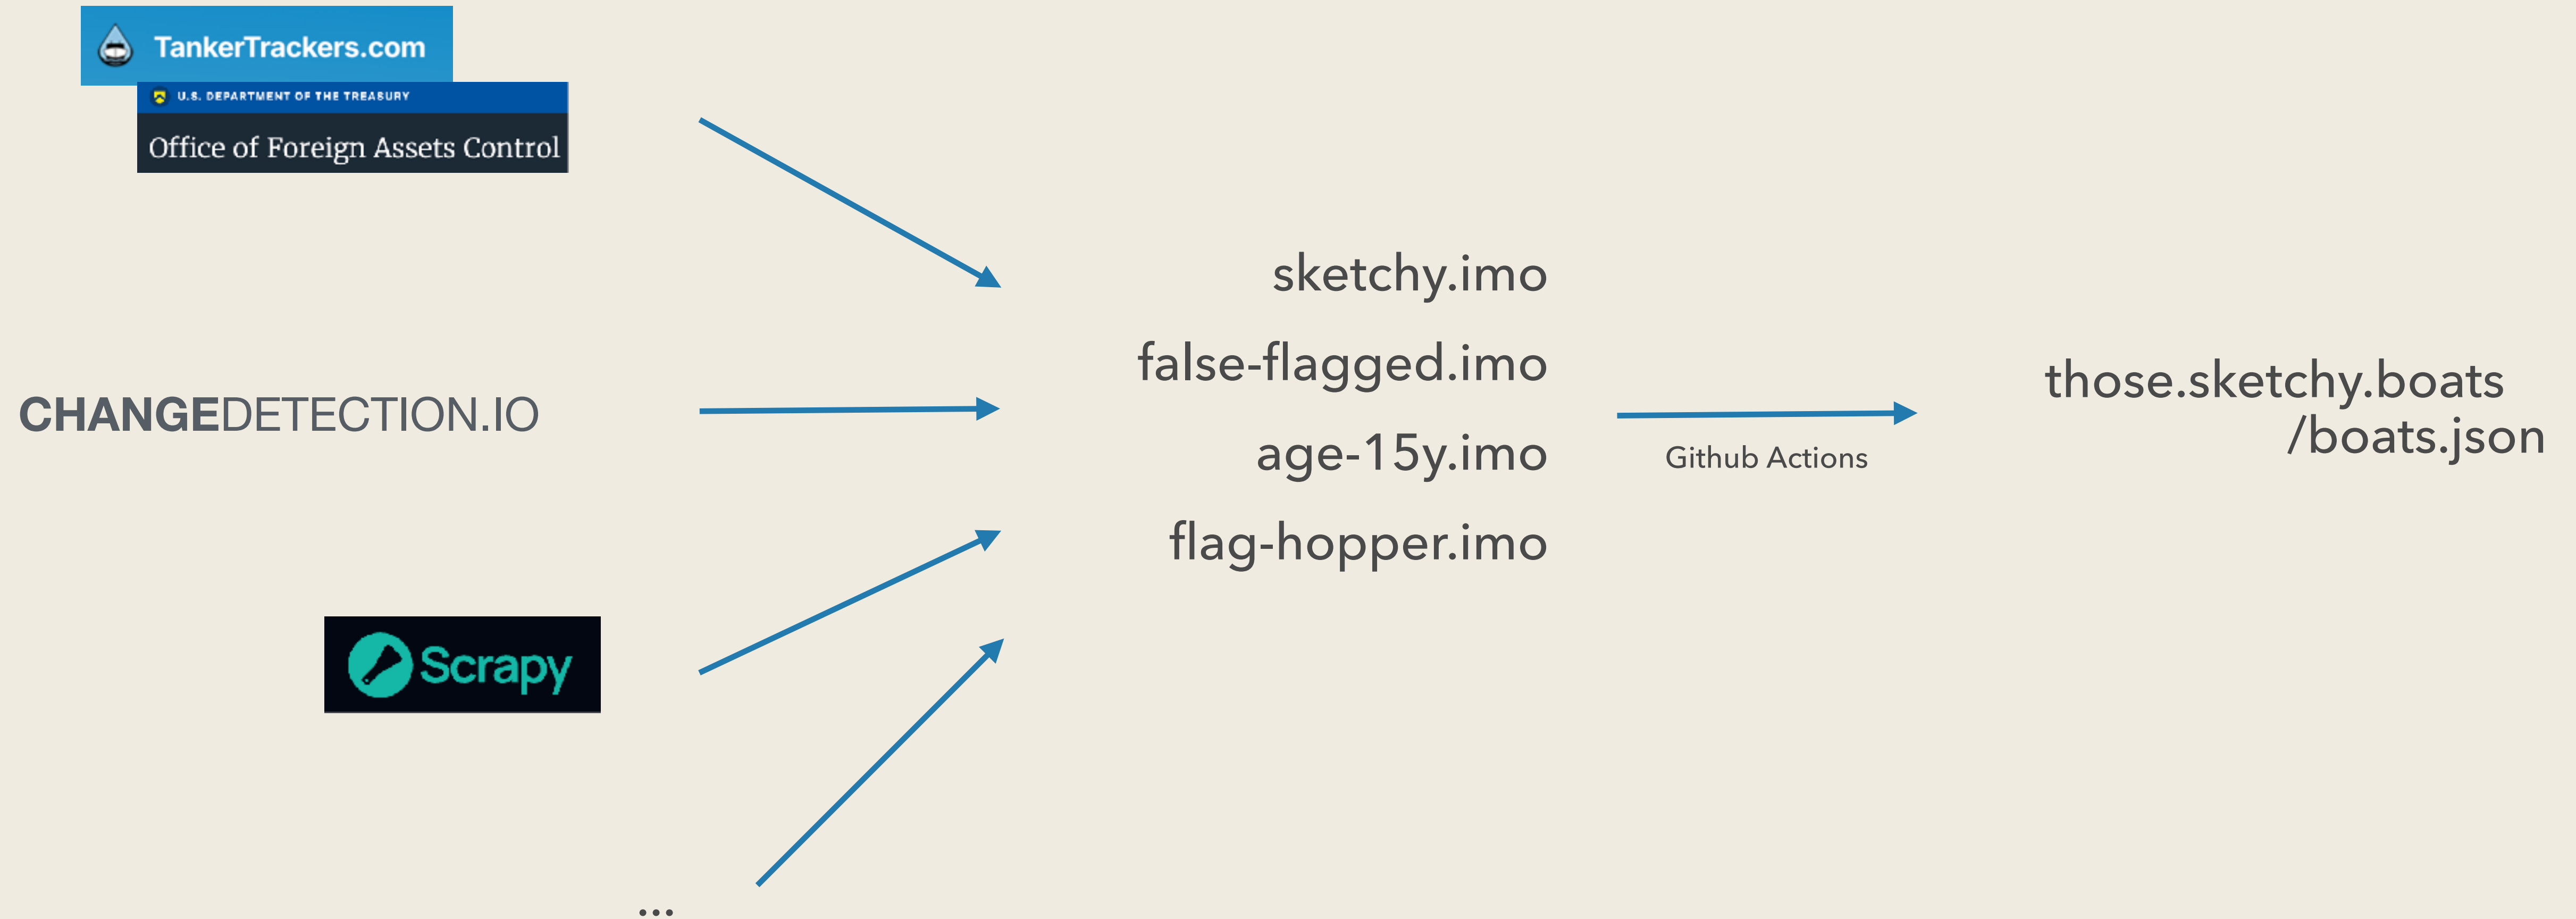 TankerTrackers.com
U.S. DEPARTMENT OF THE TREASURY
Office of Foreign Assets Control
CHANGEDETECTION.IO
Scrapy
...
sketchy.imo
false-flagged.imo
age-15y.imo
flag-hopper.imo
Github Actions
those.sketchy.boats
/boats.json